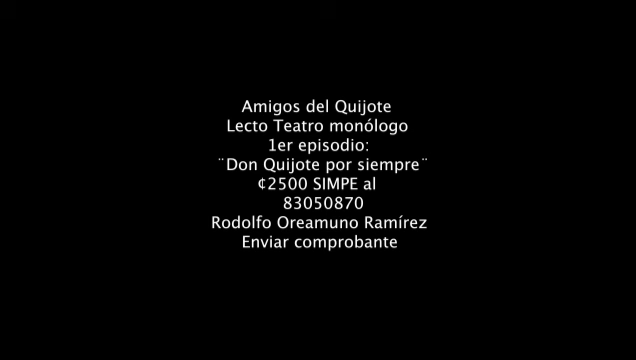 Amigos del Quijote
Lecto Teatro monólogo
1er episodio:
¨Don Quijote por siempre¨
¢2500 SIMPE al
83050870
Rodolfo Oreamuno Ramírez
Enviar comprobante